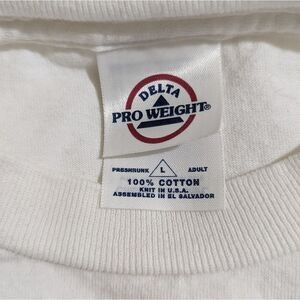 DELTA
PRO WEIGHT®
PRESHRUNK L ADULT
100% COTTON
KNIT IN U.S.A.
ASSEMBLED IN EL SALVADOR